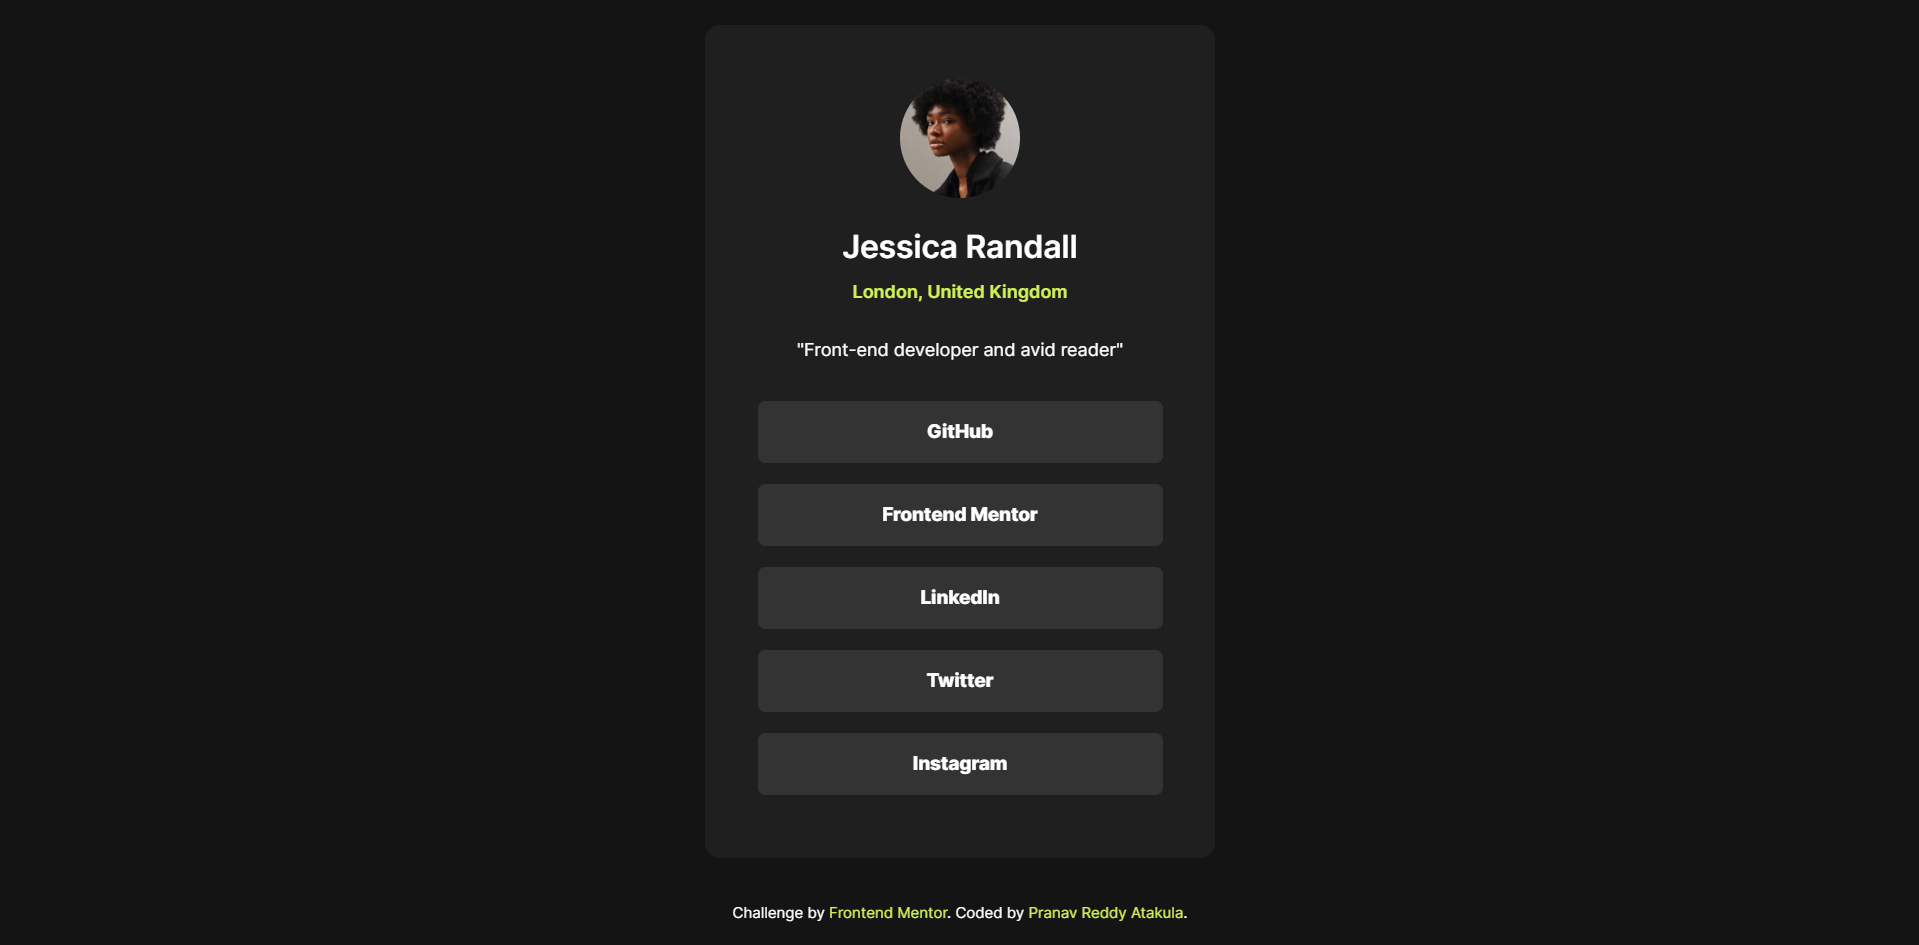 Jessica Randall
London, United Kingdom
"Front-end developer and avid reader"
GitHub
Frontend Mentor
LinkedIn
Twitter
Instagram
Challenge by Frontend Mentor. Coded by Pranav Reddy Atakula.